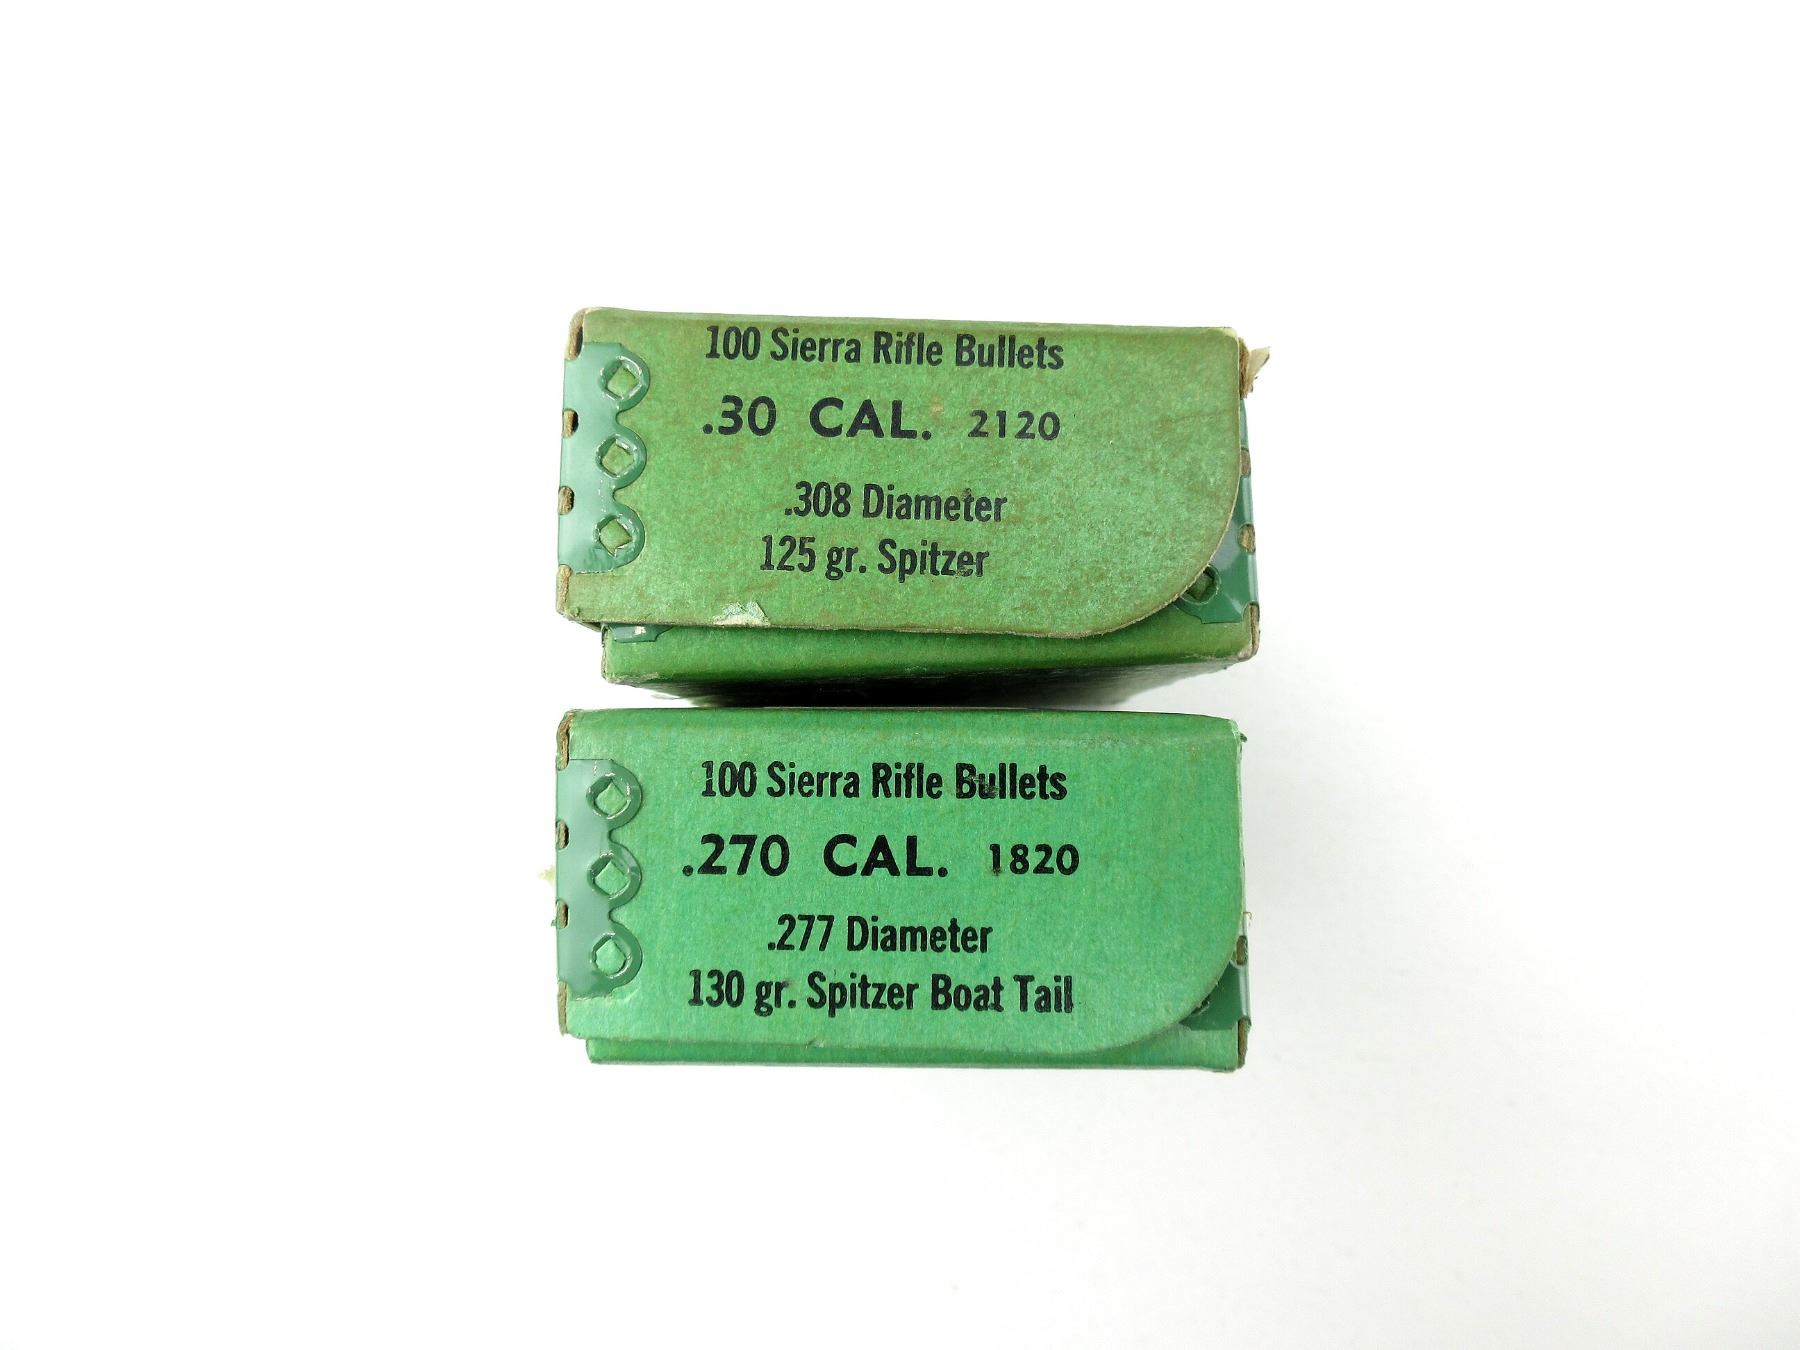 100 Sierra Rifle Bullets
.30 CAL. 2120
.308 Diameter
125 gr. Spitzer
100 Sierra Rifle Bullets
.270 CAL. 1820
.277 Diameter
130 gr. Spitzer Boat Tail